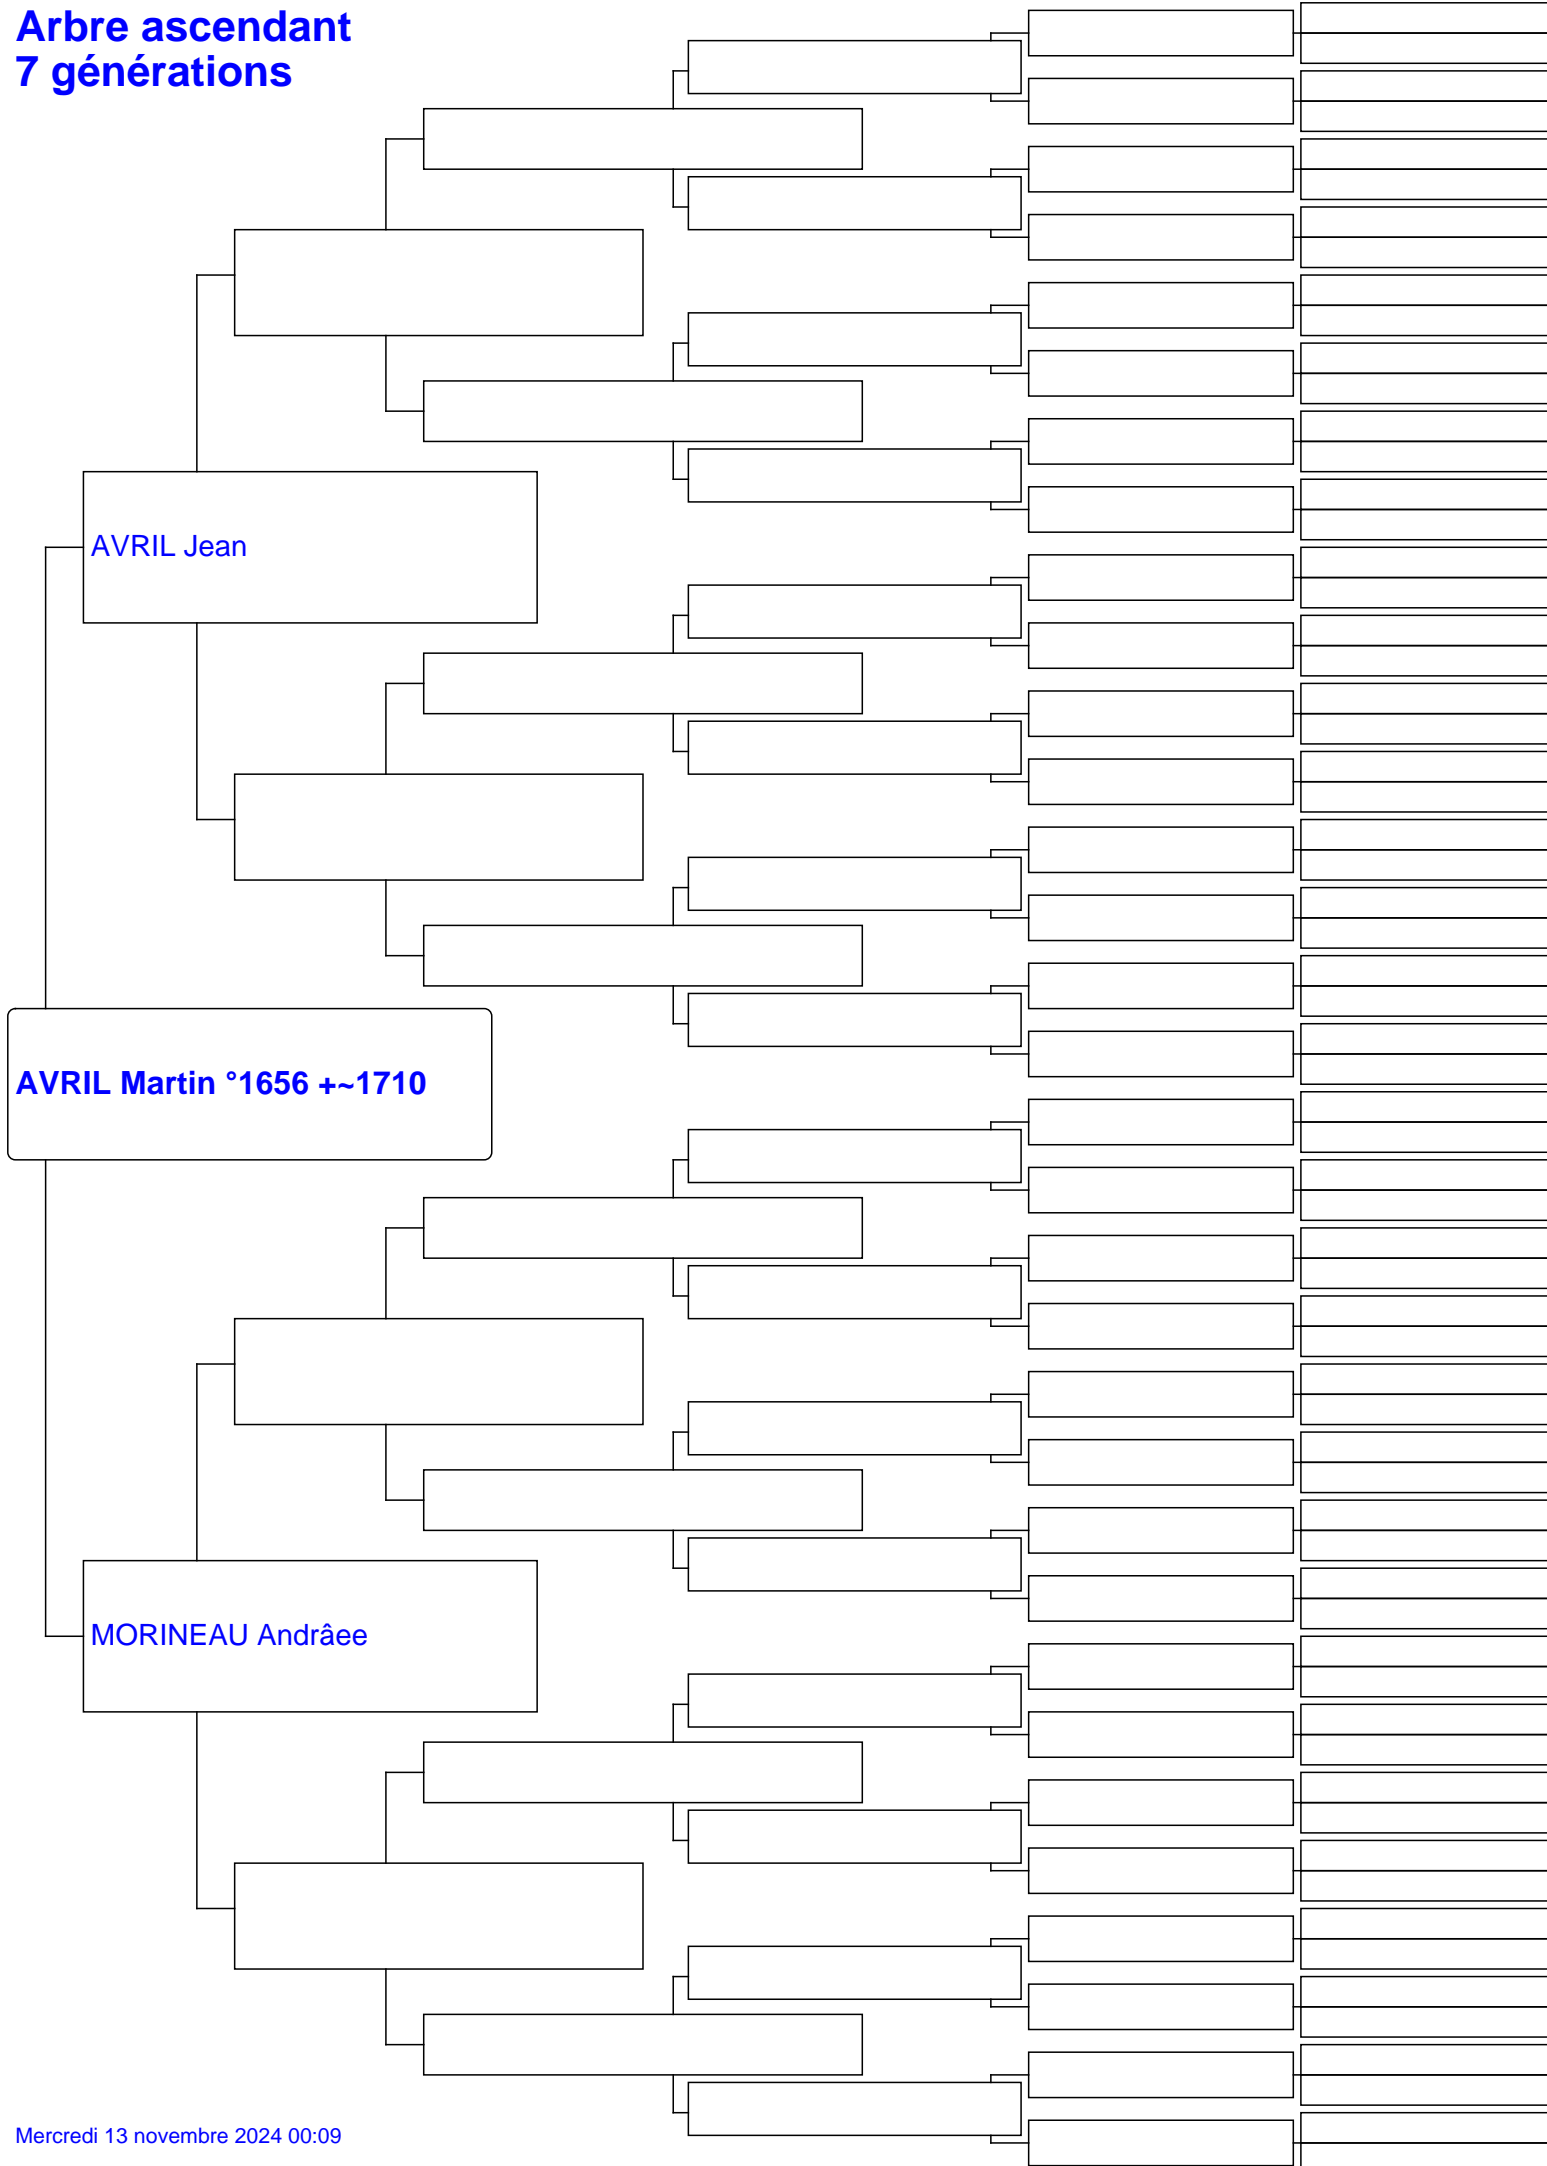 Arbre ascendant
7 générations
AVRIL Jean
AVRIL Martin °1656 +~1710
MORINEAU Andrâee
Mercredi 13 novembre 2024 00:09